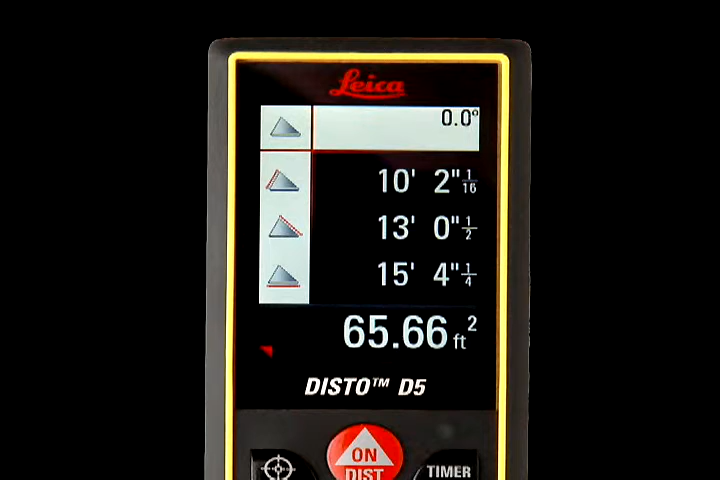 Leica
0.0°
10' 2" 1/16
13' 0" 1/2
15' 4" 1/4
65.66 ft²
DISTO™ D5
ON
DIST
TIMER